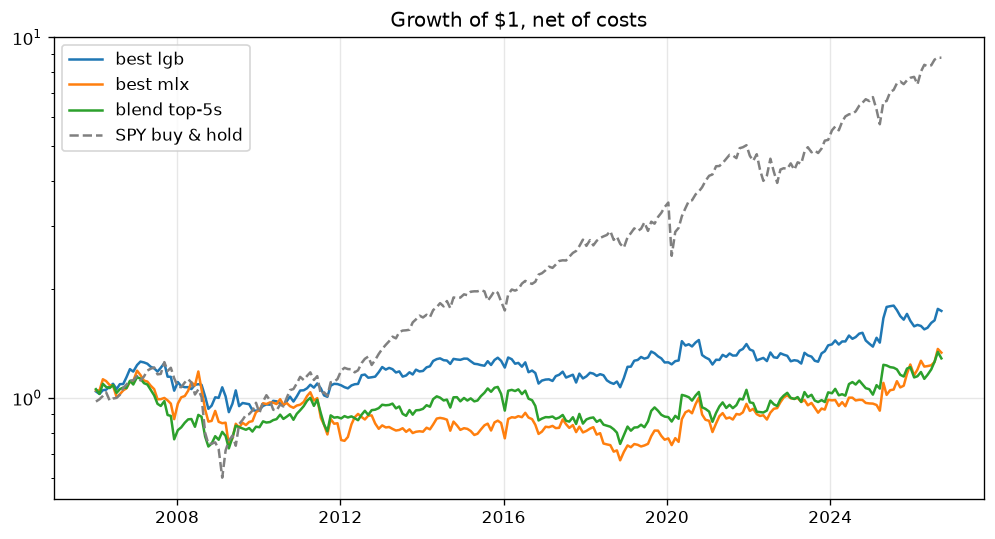 Growth of $1, net of costs
10¹
best lgb
best mlx
blend top-5s
SPY buy & hold
10⁰
2008 2012 2016 2020 2024